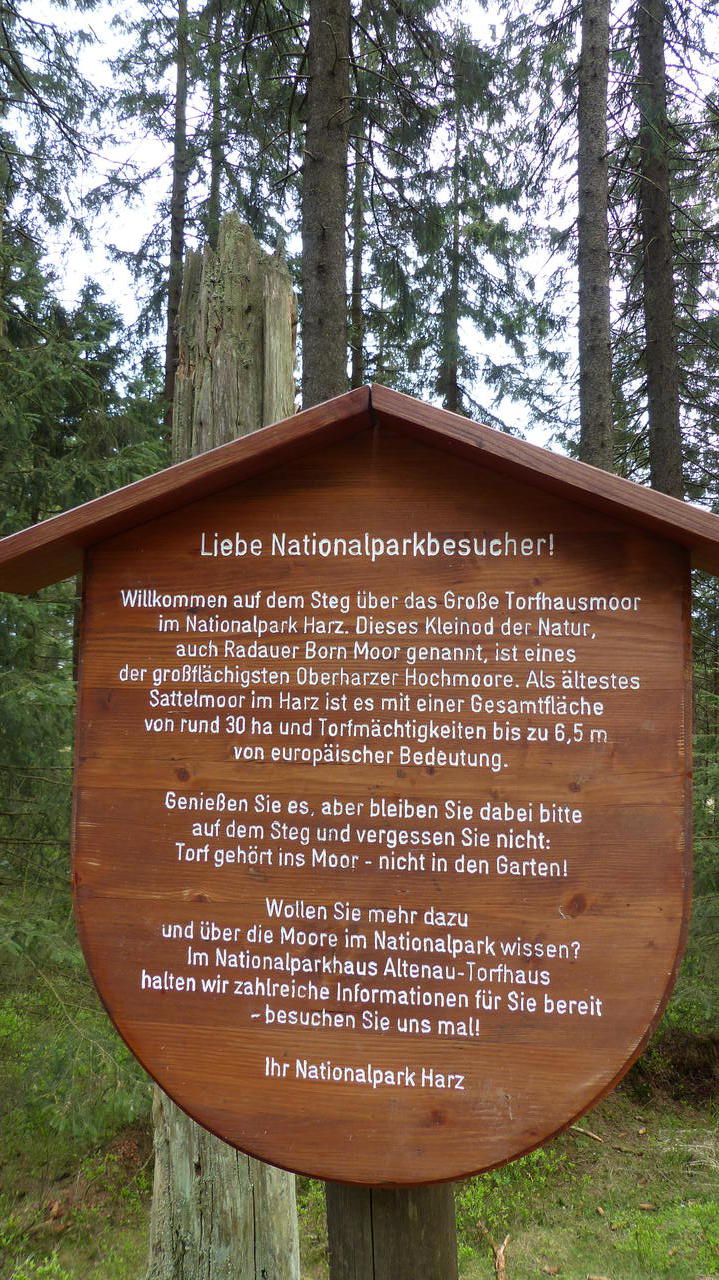 Liebe Nationalparkbesucher!
Willkommen auf dem Steg über das Große Torfhausmoor
im Nationalpark Harz. Dieses Kleinod der Natur,
auch Radauer Born Moor genannt, ist eines
der großflächigsten Oberharzer Hochmoore. Als ältestes
Sattelmoor im Harz ist es mit einer Gesamtfläche
von rund 30 ha und Torfmächtigkeiten bis zu 6,5 m
von europäischer Bedeutung.
Genießen Sie es, aber bleiben Sie dabei bitte
auf dem Steg und vergessen Sie nicht:
Torf gehört ins Moor - nicht in den Garten!
Wollen Sie mehr dazu
und über die Moore im Nationalpark wissen?
Im Nationalparkhaus Altenau-Torfhaus
halten wir zahlreiche Informationen für Sie bereit
- besuchen Sie uns mal!
Ihr Nationalpark Harz